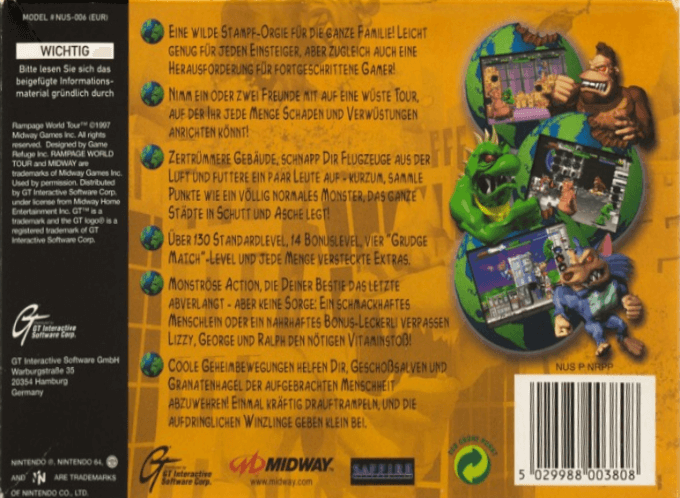 MODEL # NUS-006 (EUR)
WICHTIG
Bitte lesen Sie sich das
beigefügte Informations-
material gründlich durch
Rampage World Tour™ ©1997
Midway Games Inc. All rights
reserved. Designed by Game
Refuge Inc. RAMPAGE WORLD
TOUR and MIDWAY are
trademarks of Midway Games Inc.
Used by permission. Distributed
by GT Interactive Software Corp.
under license from Midway Home
Entertainment Inc. GT™ is a
trademark and the GT logo® is a
registered trademark of GT
Interactive Software Corp.
GT Interactive
Software Corp.
GT Interactive Software GmbH
Warburgstraße 35
20354 Hamburg
Germany
NINTENDO ®, NINTENDO 64,
AND N ARE TRADEMARKS
OF NINTENDO CO., LTD.
EINE WILDE STAMPF-ORGIE FÜR DIE GANZE FAMILIE! LEICHT
GENUG FÜR JEDEN EINSTEIGER, ABER ZUGLEICH AUCH EINE
HERAUSFORDERUNG FÜR FORTGESCHRITTENE GAMER!
NIMM EIN ODER ZWEI FREUNDE MIT AUF EINE WÜSTE TOUR,
AUF DER IHR JEDE MENGE SCHADEN UND VERWÜSTUNGEN
ANRICHTEN KÖNNT!
ZERTRÜMMERE GEBÄUDE, SCHNAPP DIR FLUGZEUGE AUS DER
LUFT UND FUTTERE EIN PAAR LEUTE AUF - KURZUM, SAMMLE
PUNKTE WIE EIN VÖLLIG NORMALES MONSTER, DAS GANZE
STÄDTE IN SCHUTT UND ASCHE LEGT!
ÜBER 130 STANDARDLEVEL, 14 BONUSLEVEL, VIER "GRUDGE
MATCH"-LEVEL UND JEDE MENGE VERSTECKTE EXTRAS.
MONSTRÖSE ACTION, DIE DEINER BESTIE DAS LETZTE
ABVERLANGT - ABER KEINE SORGE: EIN SCHMACKHAFTES
MENSCHLEIN ODER EIN NAHRHAFTES BONUS-LECKERLI VERPASSEN
LIZZY, GEORGE UND RALPH DEN NÖTIGEN VITAMINSTOß!
COOLE GEHEIMBEWEGUNGEN HELFEN DIR, GESCHOßSALVEN UND
GRANATENHAGEL DER AUFGEBRACHTEN MENSCHHEIT
ABZUWEHREN! EINMAL KRÄFTIG DRAUFTRAMPELN, UND DIE
AUFDRINGLICHEN WINZLINGE GEBEN KLEIN BEI.
GT Interactive
Software Corp.
MIDWAY
www.midway.com
SAFFIRE
DER GRÜNE PUNKT
NUS P NRPP
5 029988 003808